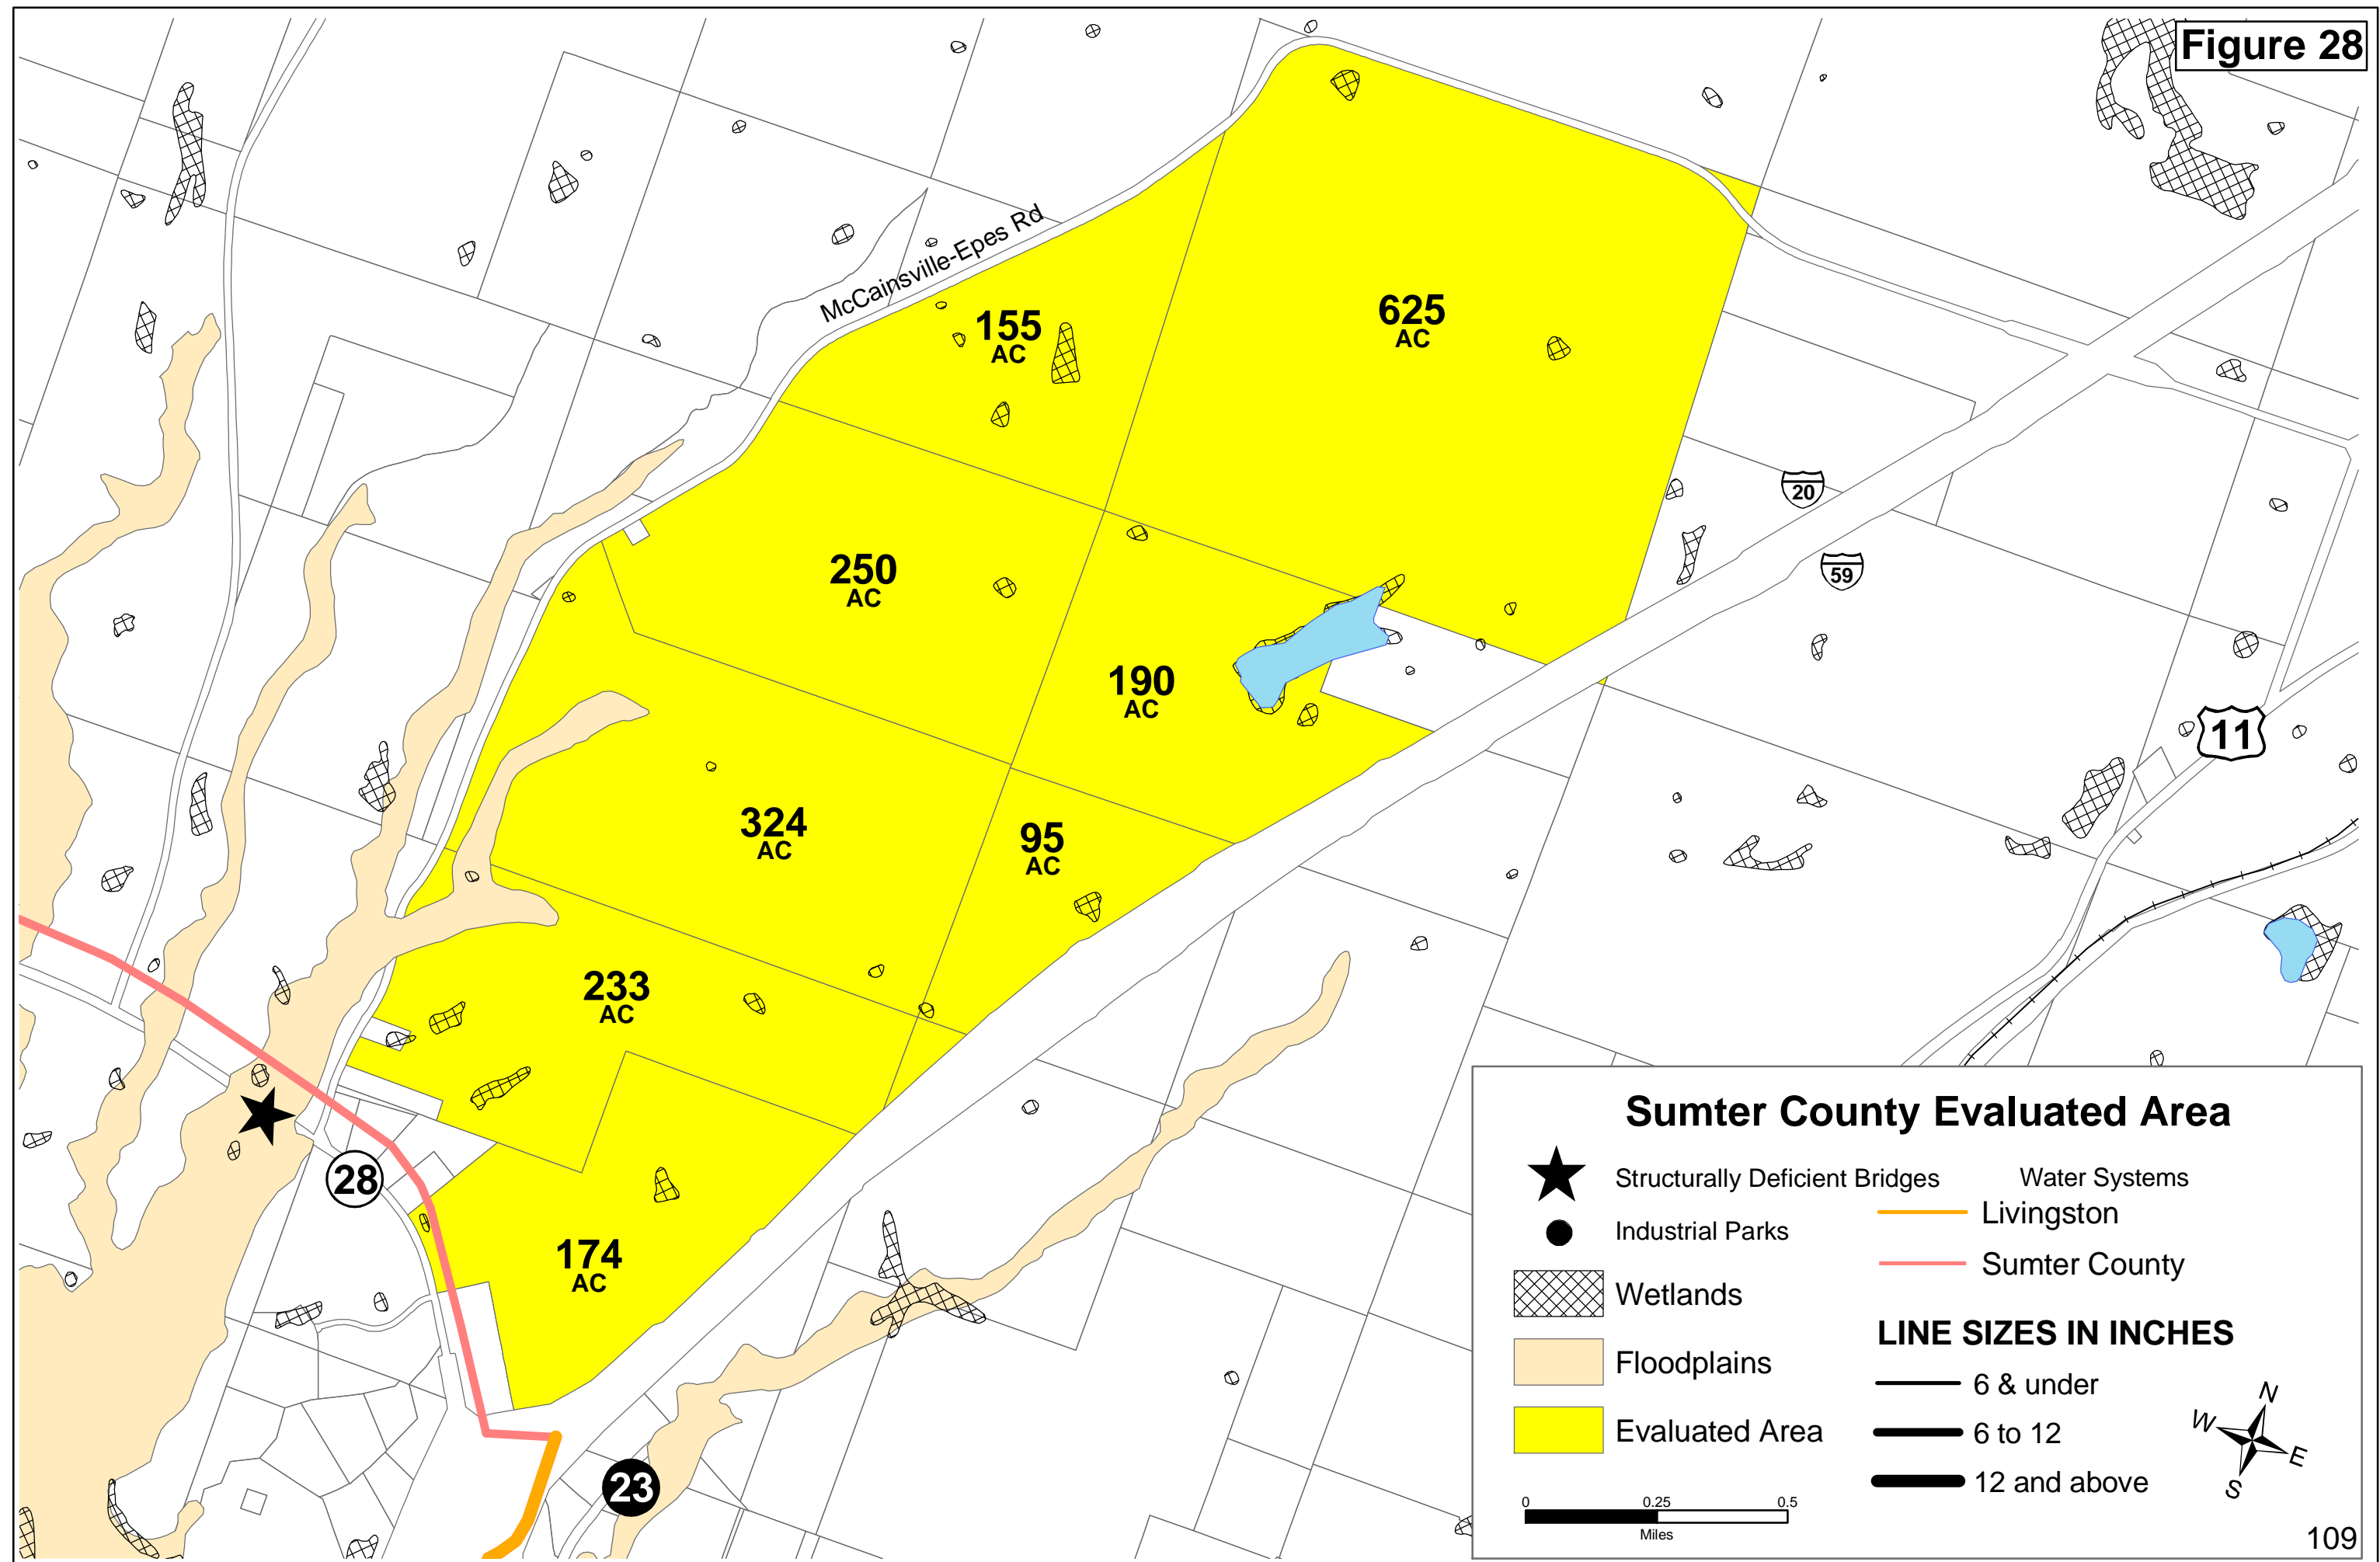 Figure 28
McCainsville-Epes Rd
155
AC
625
AC
20
59
250
AC
190
AC
11
324
AC
95
AC
233
AC
28
174
AC
23
Sumter County Evaluated Area
Structurally Deficient Bridges
Industrial Parks
Wetlands
Floodplains
Evaluated Area
0 0.25 0.5
Miles
Water Systems
Livingston
Sumter County
LINE SIZES IN INCHES
6 & under
6 to 12
12 and above
N
W
E
S
109